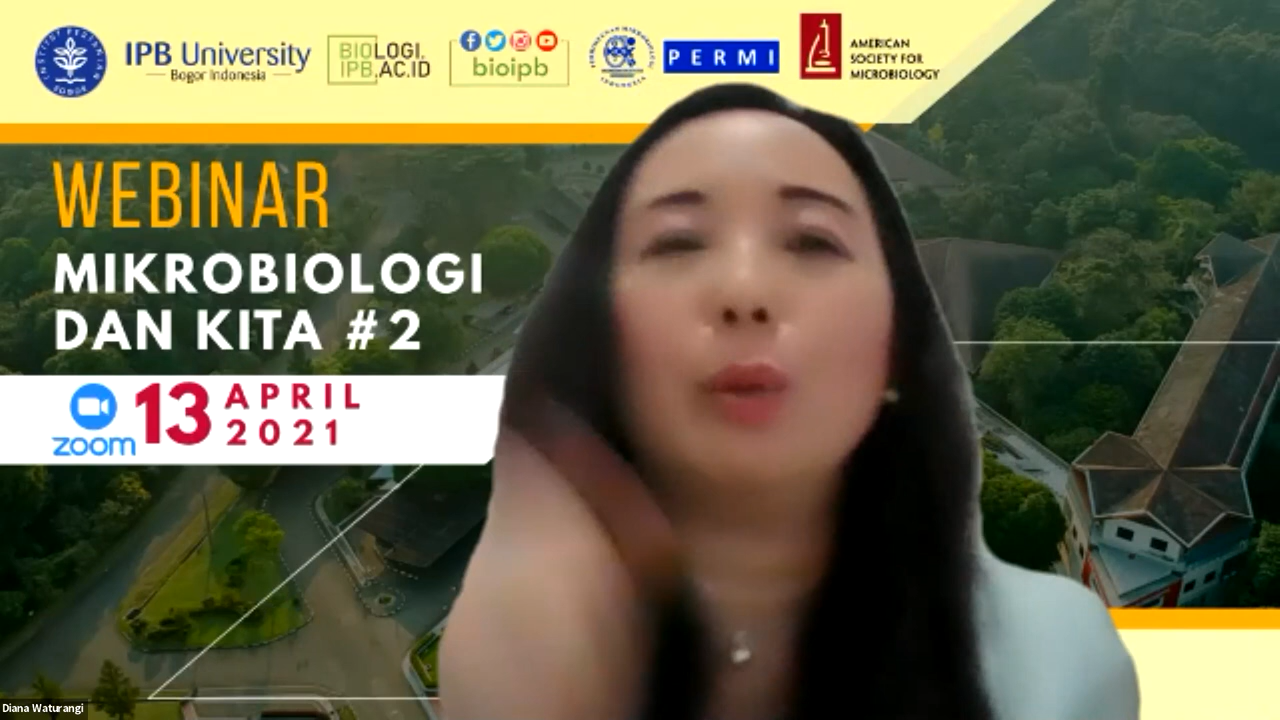 IPB University
Bogor Indonesia
BIOLOGI.
IPB.AC.ID
bioipb
PERMI
AMERICAN
SOCIETY FOR
MICROBIOLOGY
WEBINAR
MIKROBIOLOGI
DAN KITA #2
zoom
13 APRIL
2021
Diana Waturangi